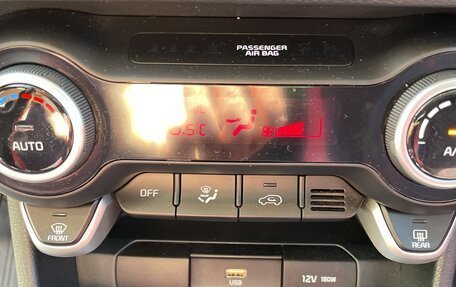 PASSENGER
AIR BAG
AUTO
OFF
FRONT
REAR
USB
12V 180W